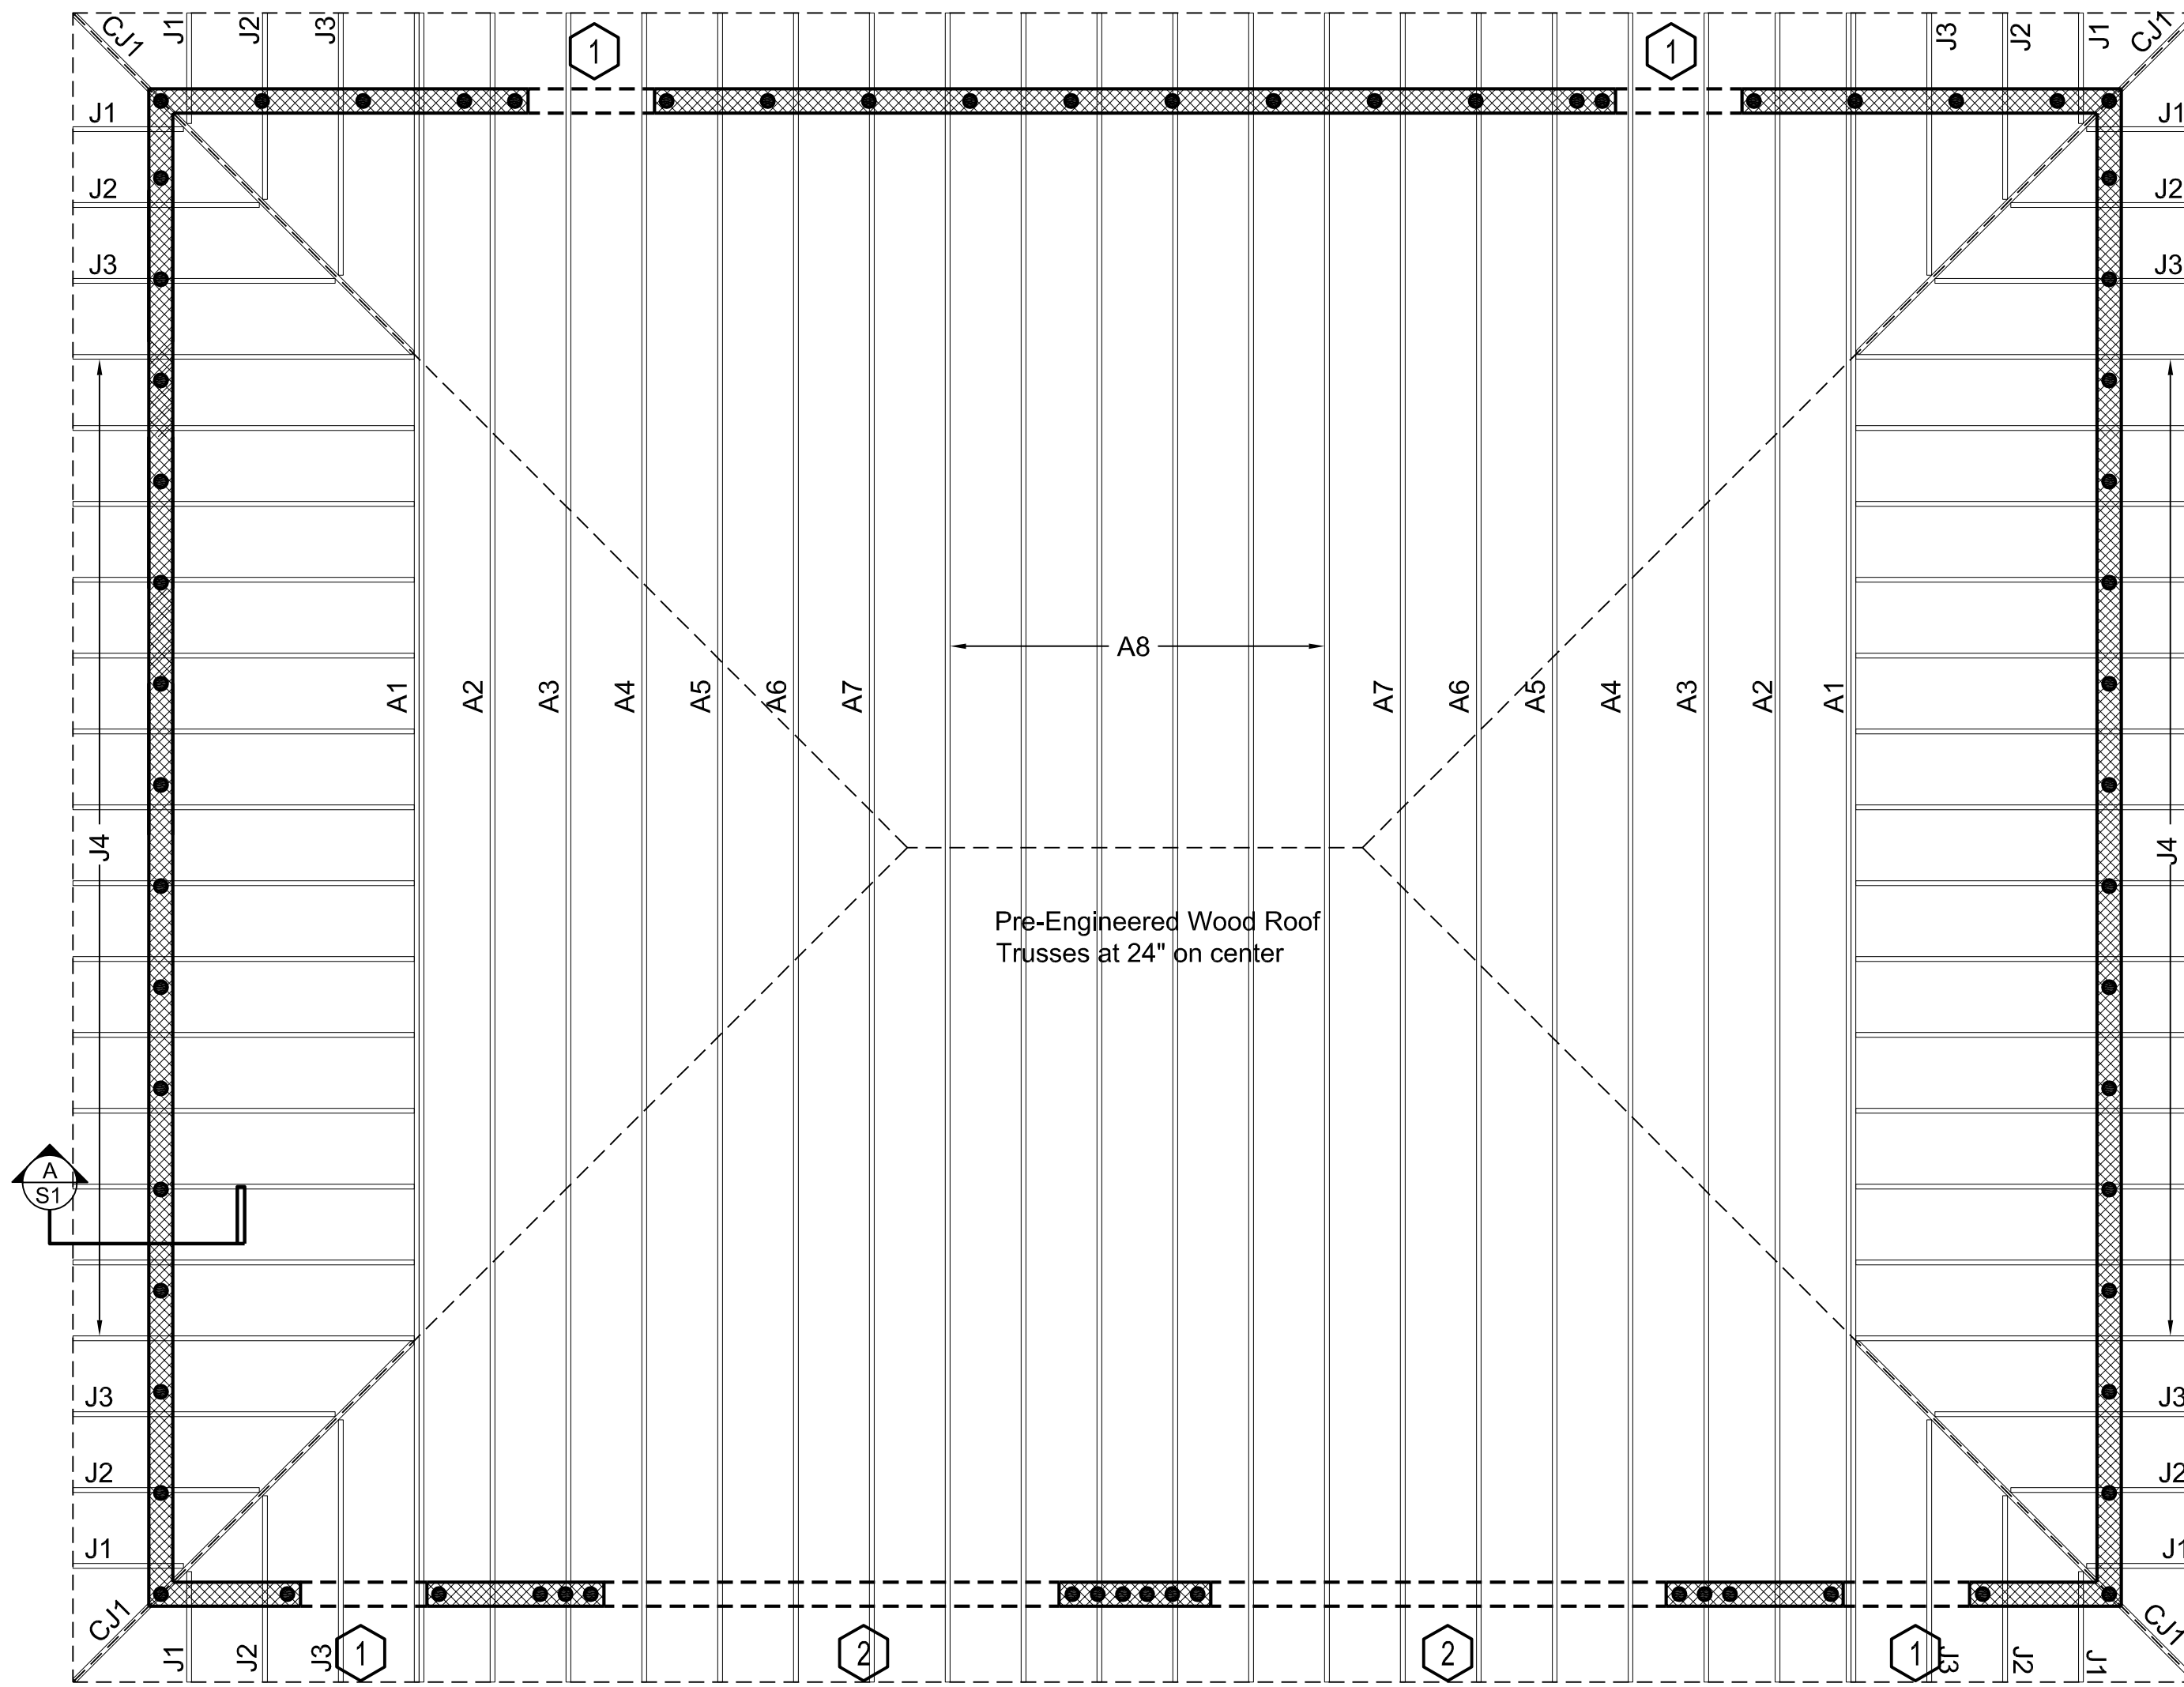 CJ1 J1 J2 J3 1 1 J3 J2 J1 CJ1
J1 J1
J2 J2
J3 J3
A8
A1 A2 A3 A4 A5 A6 A7 A7 A6 A5 A4 A3 A2 A1
J4 J4
Pre-Engineered Wood Roof
Trusses at 24" on center
A
S1
J3 J3
J2 J2
J1 J1
CJ1 J1 J2 J3 1 2 2 1 J3 J2 J1 CJ1